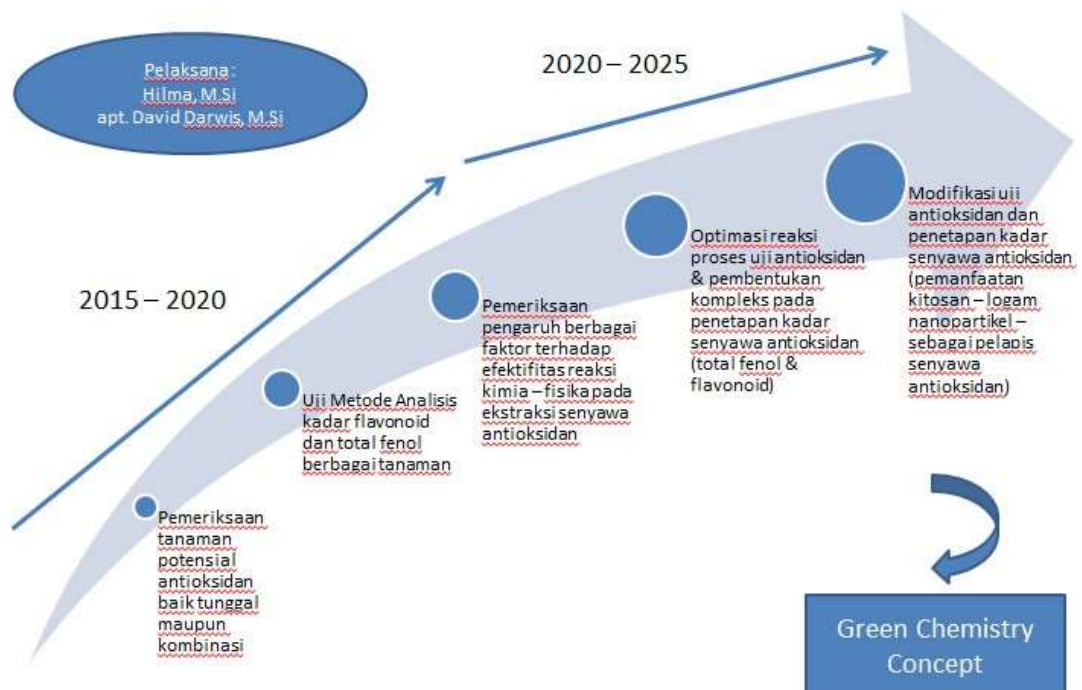 Pelaksana:
Hilma, M.Si
apt. David Darwis, M.Si
2015 – 2020
2020 – 2025
Pemeriksaan
tanaman
potensial
antioksidan
baik tunggal
maupun
kombinasi
Uji Metode Analisis
kadar flavonoid
dan total fenol
berbagai tanaman
Pemeriksaan
pengaruh berbagai
faktor terhadap
efektifitas reaksi
kimia – fisika pada
ekstraksi senyawa
antioksidan
Optimasi reaksi
proses uji antioksidan
& pembentukan
kompleks pada
penetapan kadar
senyawa antioksidan
(total fenol &
flavonoid)
Modifikasi uji
antioksidan dan
penetapan kadar
senyawa antioksidan
(pemanfaatan
kitosan – logam
nanopartikel –
sebagai pelapis
senyawa
antioksidan)
Green Chemistry
Concept